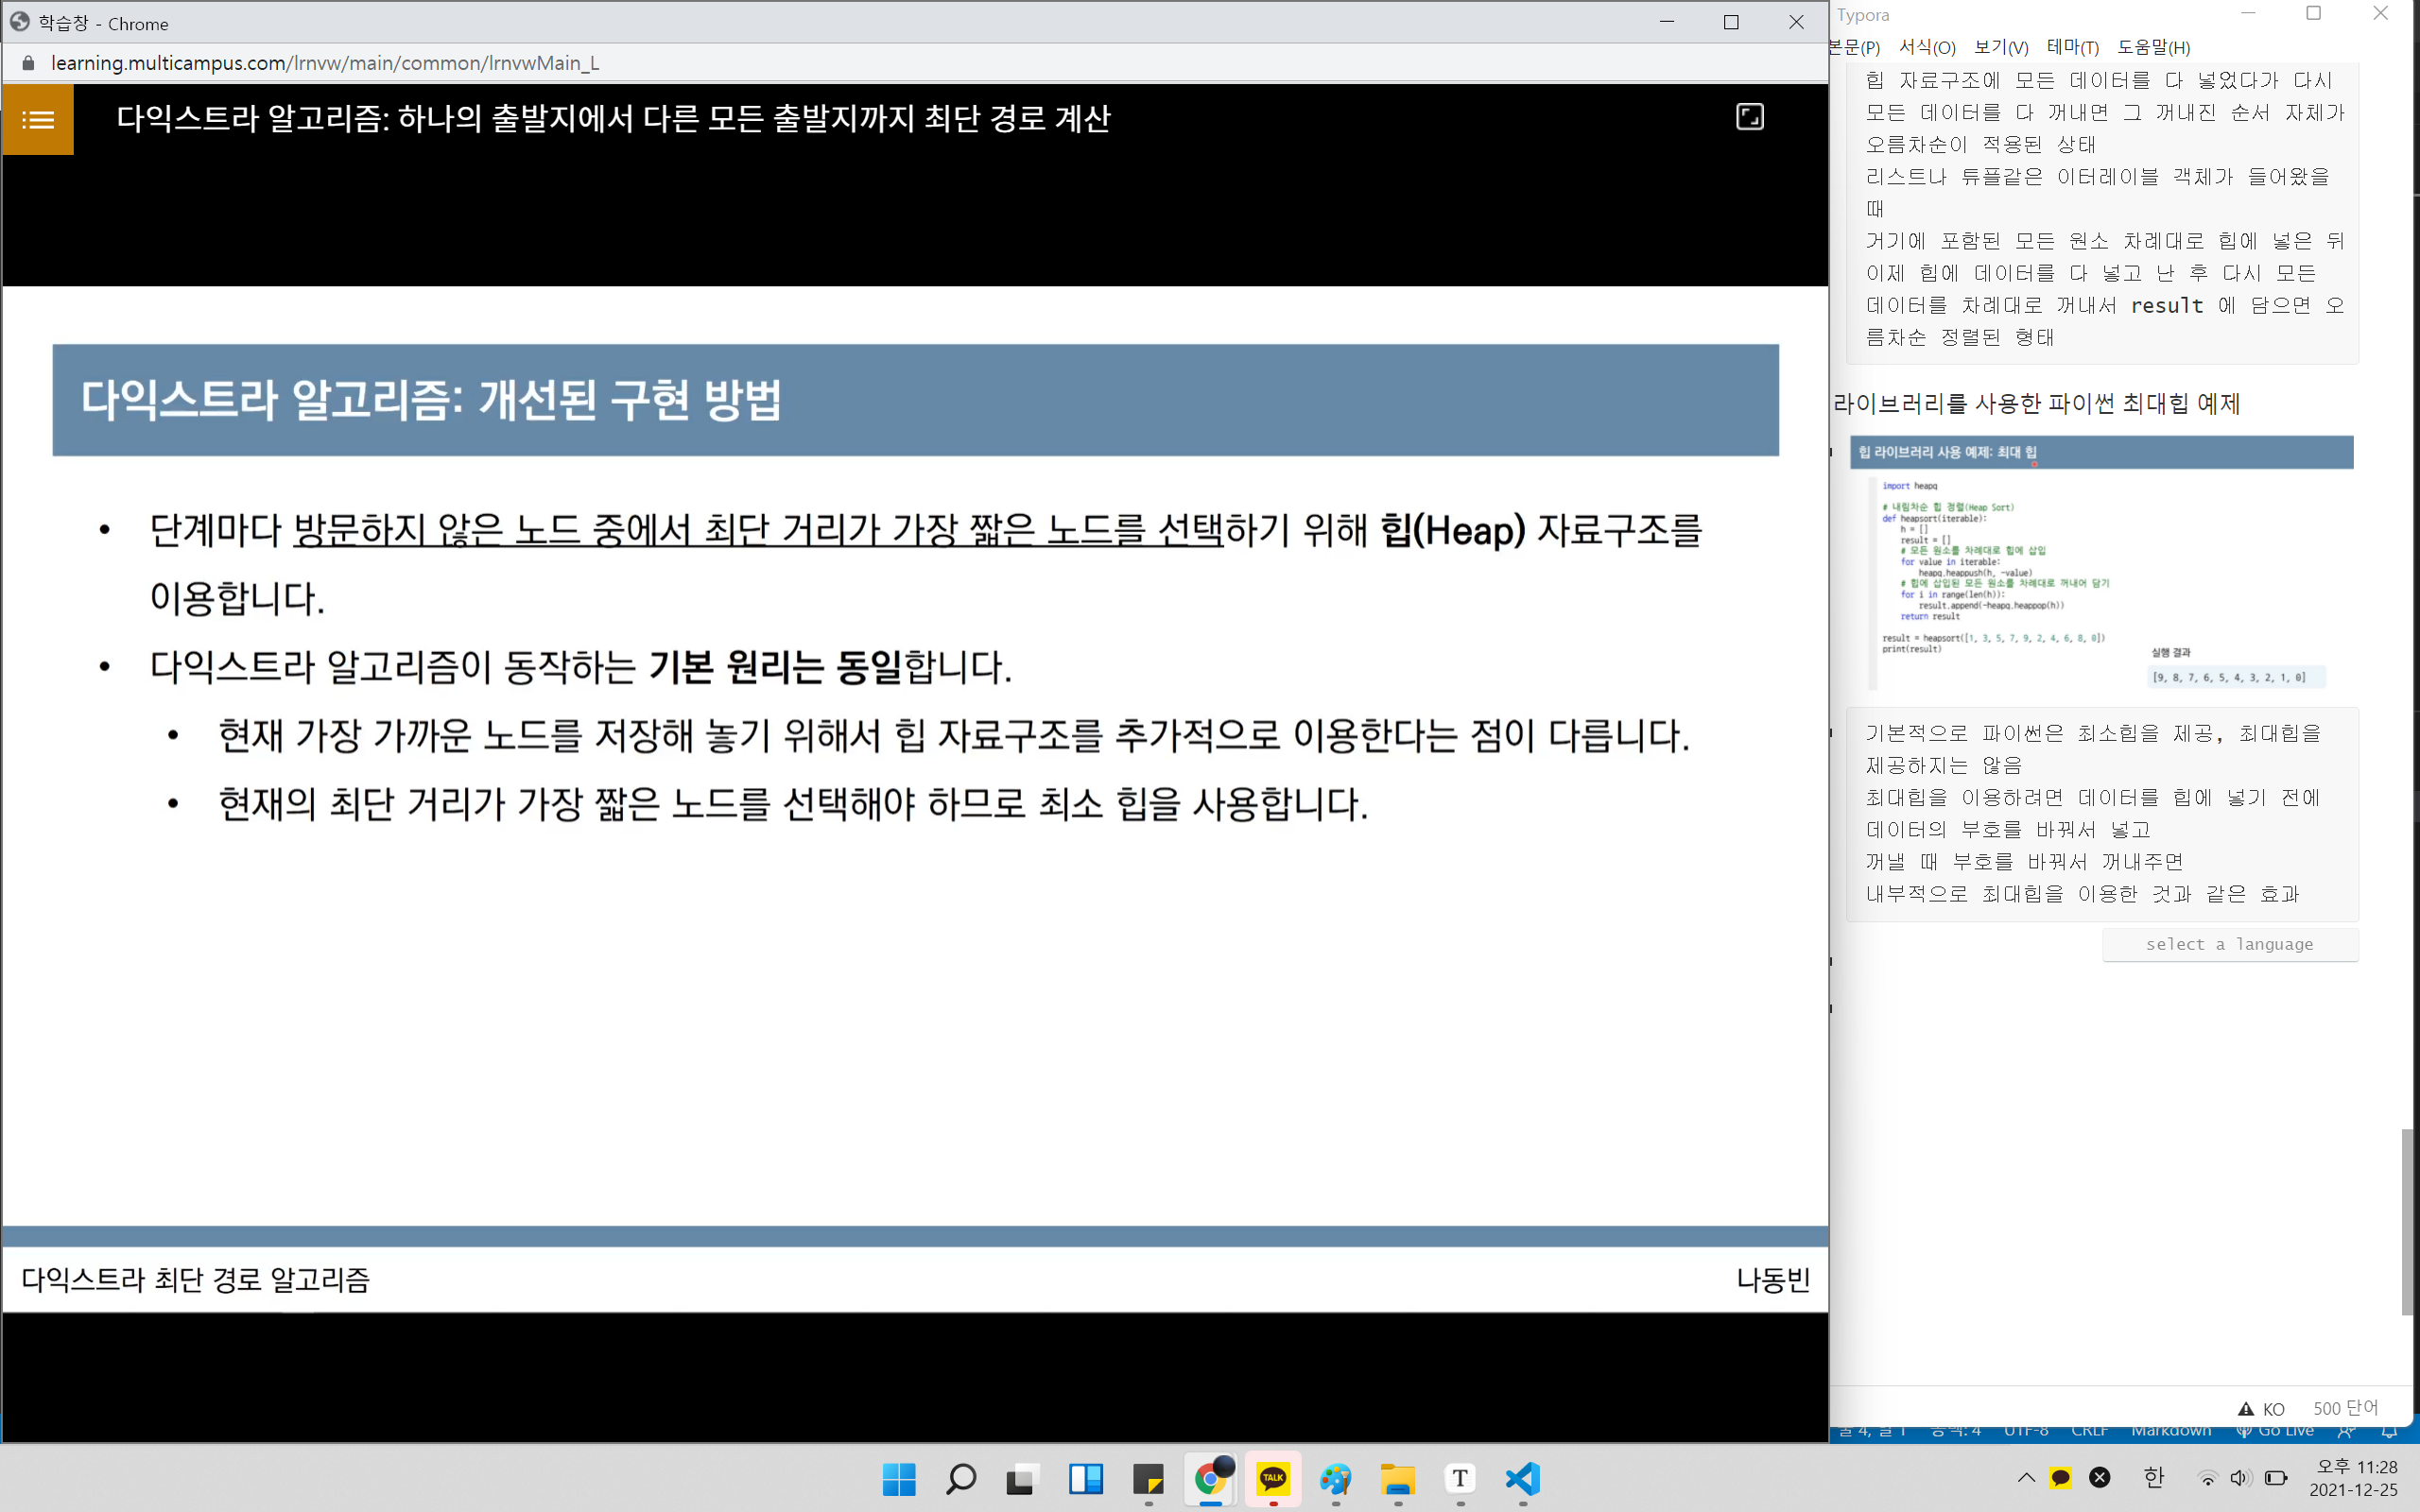 학습창 - Chrome
learning.multicampus.com/lrnvw/main/common/lrnvwMain_L
다익스트라 알고리즘: 하나의 출발지에서 다른 모든 출발지까지 최단 경로 계산
다익스트라 알고리즘: 개선된 구현 방법
• 단계마다 방문하지 않은 노드 중에서 최단 거리가 가장 짧은 노드를 선택하기 위해 힙(Heap) 자료구조를
이용합니다.
• 다익스트라 알고리즘이 동작하는 기본 원리는 동일합니다.
• 현재 가장 가까운 노드를 저장해 놓기 위해서 힙 자료구조를 추가적으로 이용한다는 점이 다릅니다.
• 현재의 최단 거리가 가장 짧은 노드를 선택해야 하므로 최소 힙을 사용합니다.
다익스트라 최단 경로 알고리즘
나동빈
Typora
본문(P) 서식(O) 보기(V) 테마(T) 도움말(H)
힙 자료구조에 모든 데이터를 다 넣었다가 다시
모든 데이터를 다 꺼내면 그 꺼내진 순서 자체가
오름차순이 적용된 상태
리스트나 튜플같은 이터레이블 객체가 들어왔을
때
거기에 포함된 모든 원소 차례대로 힙에 넣은 뒤
이제 힙에 데이터를 다 넣고 난 후 다시 모든
데이터를 차례대로 꺼내서 result 에 담으면 오
름차순 정렬된 형태
라이브러리를 사용한 파이썬 최대힙 예제
힙 라이브러리 사용 예제: 최대 힙
import heapq
# 내림차순 힙 정렬(Heap Sort)
def heapsort(iterable):
h = []
result = []
# 모든 원소를 차례대로 힙에 삽입
for value in iterable:
heapq.heappush(h, -value)
# 힙에 삽입된 모든 원소를 차례대로 꺼내어 담기
for i in range(len(h)):
result.append(-heapq.heappop(h))
return result
result = heapsort([1, 3, 5, 7, 9, 2, 4, 6, 8, 0])
print(result)
실행 결과
[9, 8, 7, 6, 5, 4, 3, 2, 1, 0]
기본적으로 파이썬은 최소힙을 제공, 최대힙을
제공하지는 않음
최대힙을 이용하려면 데이터를 힙에 넣기 전에
데이터의 부호를 바꿔서 넣고
꺼낼 때 부호를 바꿔서 꺼내주면
내부적으로 최대힙을 이용한 것과 같은 효과
select a language
KO 500 단어
줄 4, 열 1 공백: 4 UTF-8 CRLF Markdown Go Live
TALK
T
한
오후 11:28
2021-12-25